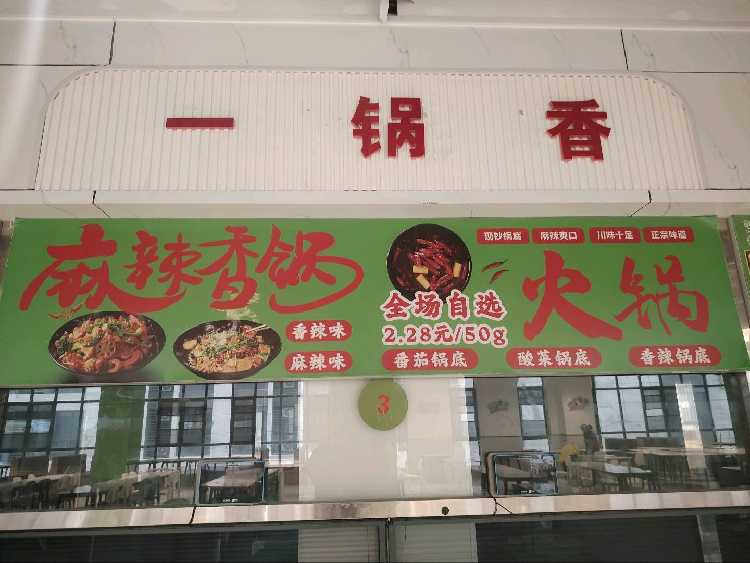 一锅香
麻辣香锅
香辣味
麻辣味
全场自选
2.28元/50g
现炒锅底 麻辣爽口 川味十足 正宗味道
火锅
番茄锅底 酸菜锅底 香辣锅底
3